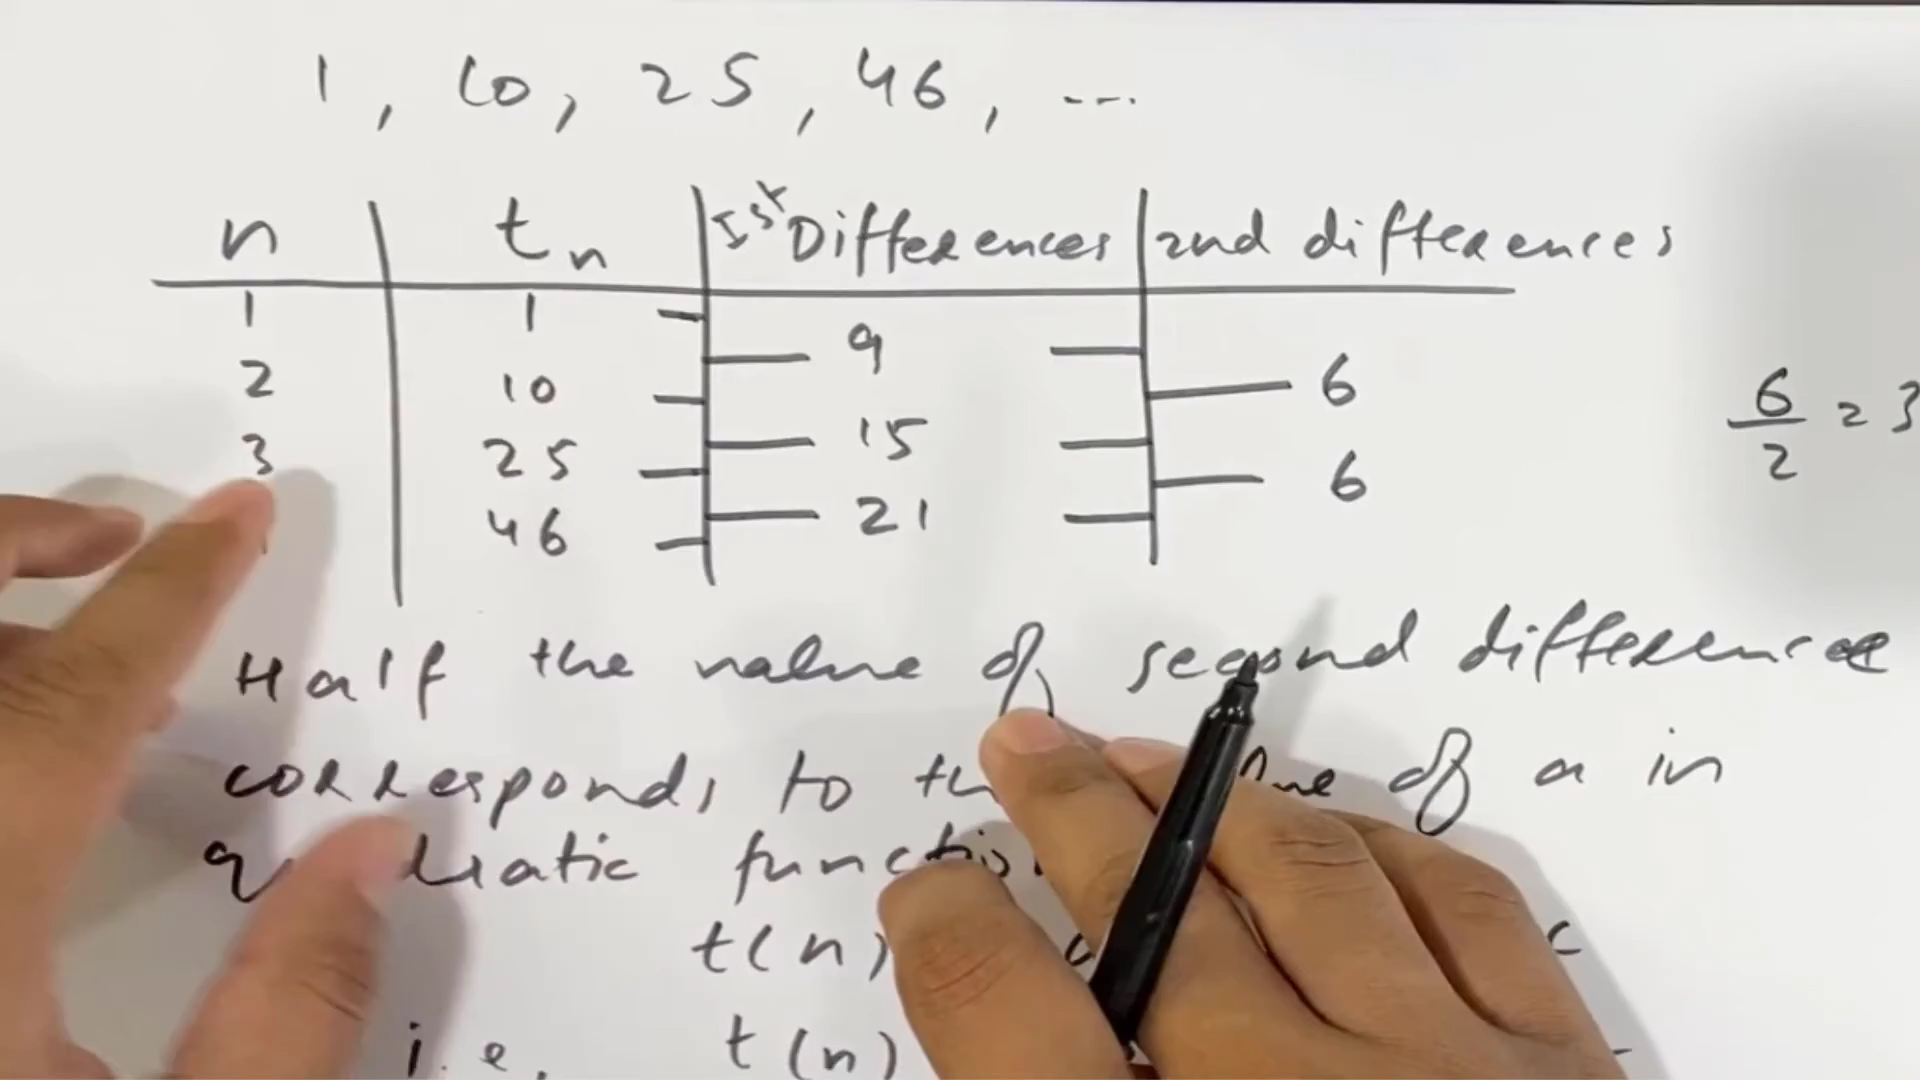 1, 10, 25, 46, ...
n tn 1st Differences 2nd differences
1 1
9
2 10 6
15
3 25 6
21
46
6/2 = 3
Half the value of second difference
corresponds to of a in
function
t(n) c
i.e. t(n)